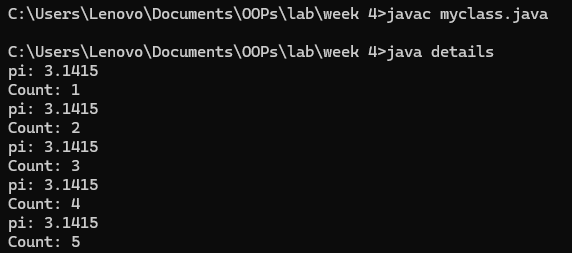 C:\Users\Lenovo\Documents\OOPs\lab\week 4>javac myclass.java
C:\Users\Lenovo\Documents\OOPs\lab\week 4>java details
pi: 3.1415
Count: 1
pi: 3.1415
Count: 2
pi: 3.1415
Count: 3
pi: 3.1415
Count: 4
pi: 3.1415
Count: 5